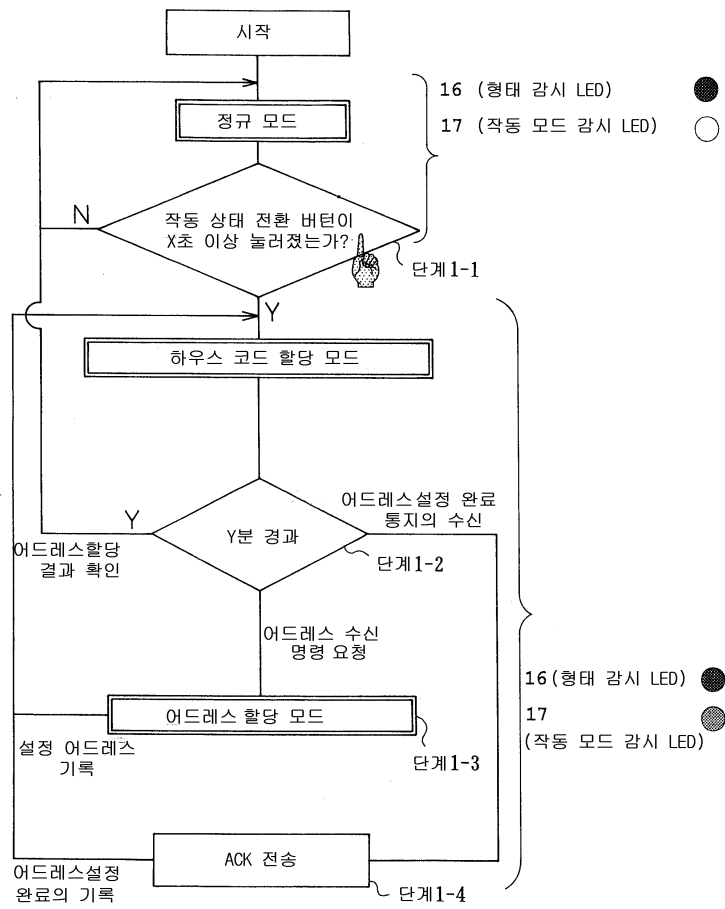 시작
16 (형태 감시 LED)
정규 모드
17 (작동 모드 감시 LED)
N
작동 상태 전환 버턴이
X초 이상 눌러졌는가?
단계1-1
Y
하우스 코드 할당 모드
어드레스설정 완료
통지의 수신
Y
Y분 경과
어드레스할당
결과 확인
단계1-2
어드레스 수신
명령 요청
16(형태 감시 LED)
어드레스 할당 모드
17
(작동 모드 감시 LED)
설정 어드레스
기록
단계1-3
ACK 전송
어드레스설정
완료의 기록
단계1-4